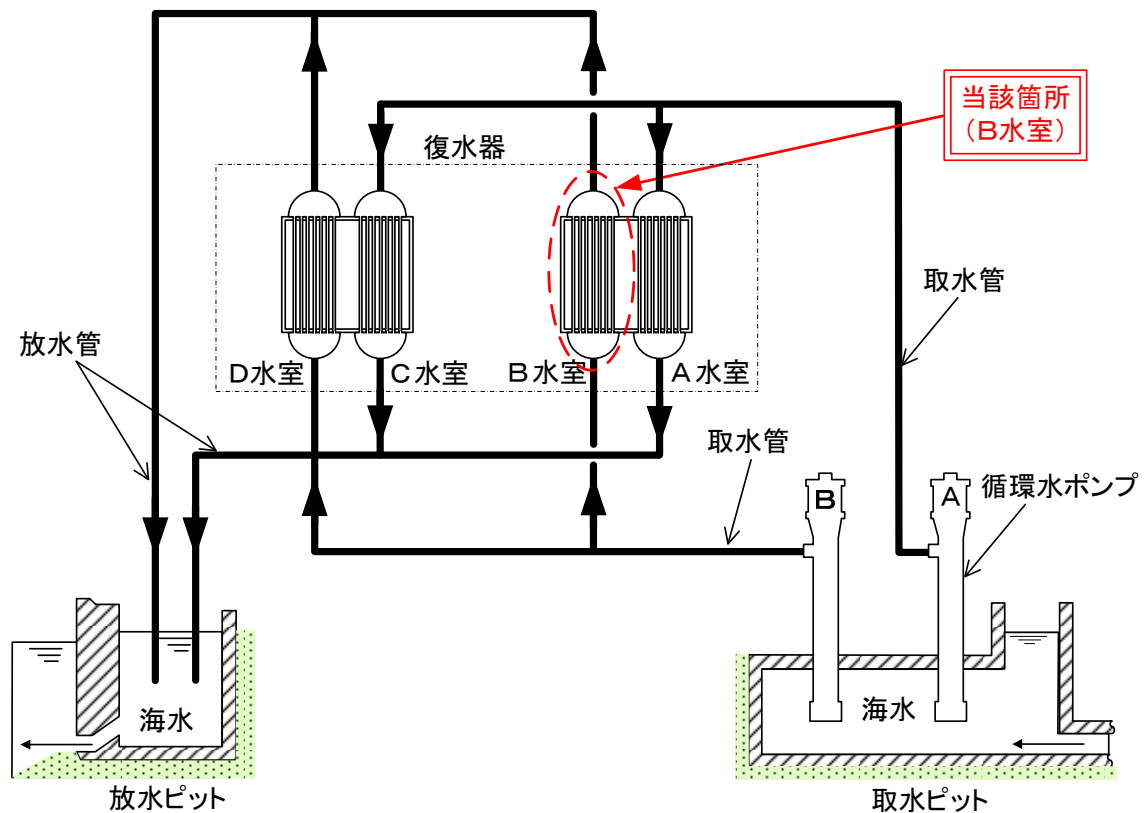 当該箇所
（B水室）
復水器
取水管
放水管
D水室
C水室
B水室
A水室
取水管
B
A
循環水ポンプ
海水
海水
放水ピット
取水ピット